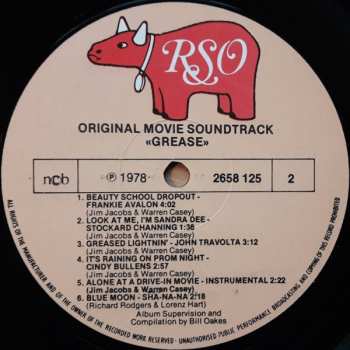 RSO
ORIGINAL MOVIE SOUNDTRACK
«GREASE»
ncb
℗ 1978
2658 125
2
1. BEAUTY SCHOOL DROPOUT -
FRANKIE AVALON 4:02
(Jim Jacobs & Warren Casey)
2. LOOK AT ME, I'M SANDRA DEE -
STOCKARD CHANNING 1:38
(Jim Jacobs & Warren Casey)
3. GREASED LIGHTNIN' - JOHN TRAVOLTA 3:12
(Jim Jacobs & Warren Casey)
4. IT'S RAINING ON PROM NIGHT -
CINDY BULLENS 2:57
(Jim Jacobs & Warren Casey)
5. ALONE AT A DRIVE-IN MOVIE - INSTRUMENTAL 2:22
(Jim Jacobs & Warren Casey)
6. BLUE MOON - SHA-NA-NA 2:18
(Richard Rodgers & Lorenz Hart)
Album Supervision and
Compilation by Bill Oakes
ALL RIGHTS OF THE MANUFACTURER AND OF THE OWNER OF THE RECORDED WORK RESERVED - UNAUTHORISED PUBLIC PERFORMANCE BROADCASTING AND COPYING OF THIS RECORD PROHIBITED